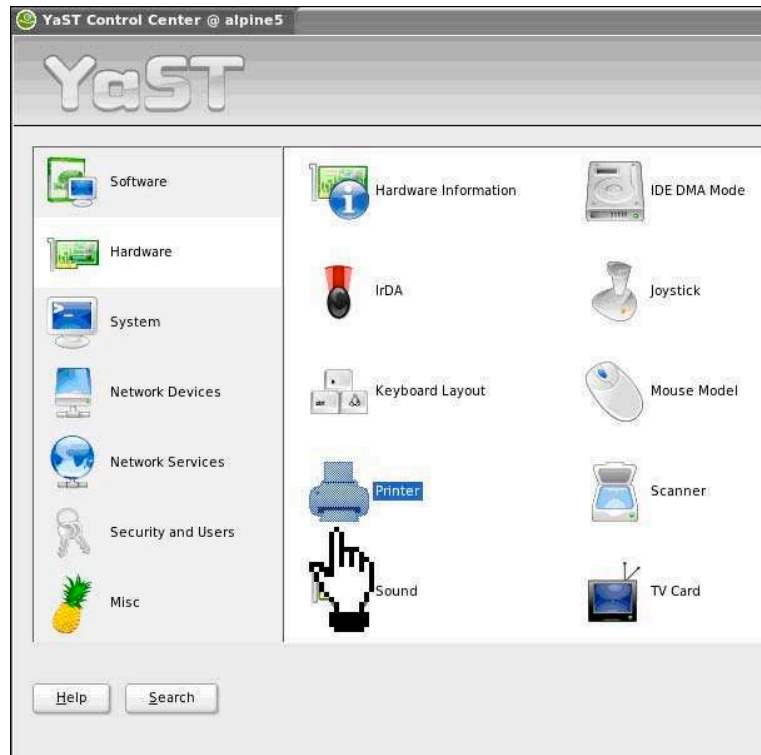 YaST Control Center @ alpine5
YaST
Software
Hardware
System
Network Devices
Network Services
Security and Users
Misc
Hardware Information
IDE DMA Mode
IrDA
Joystick
Keyboard Layout
Mouse Model
Printer
Scanner
Sound
TV Card
Help
Search